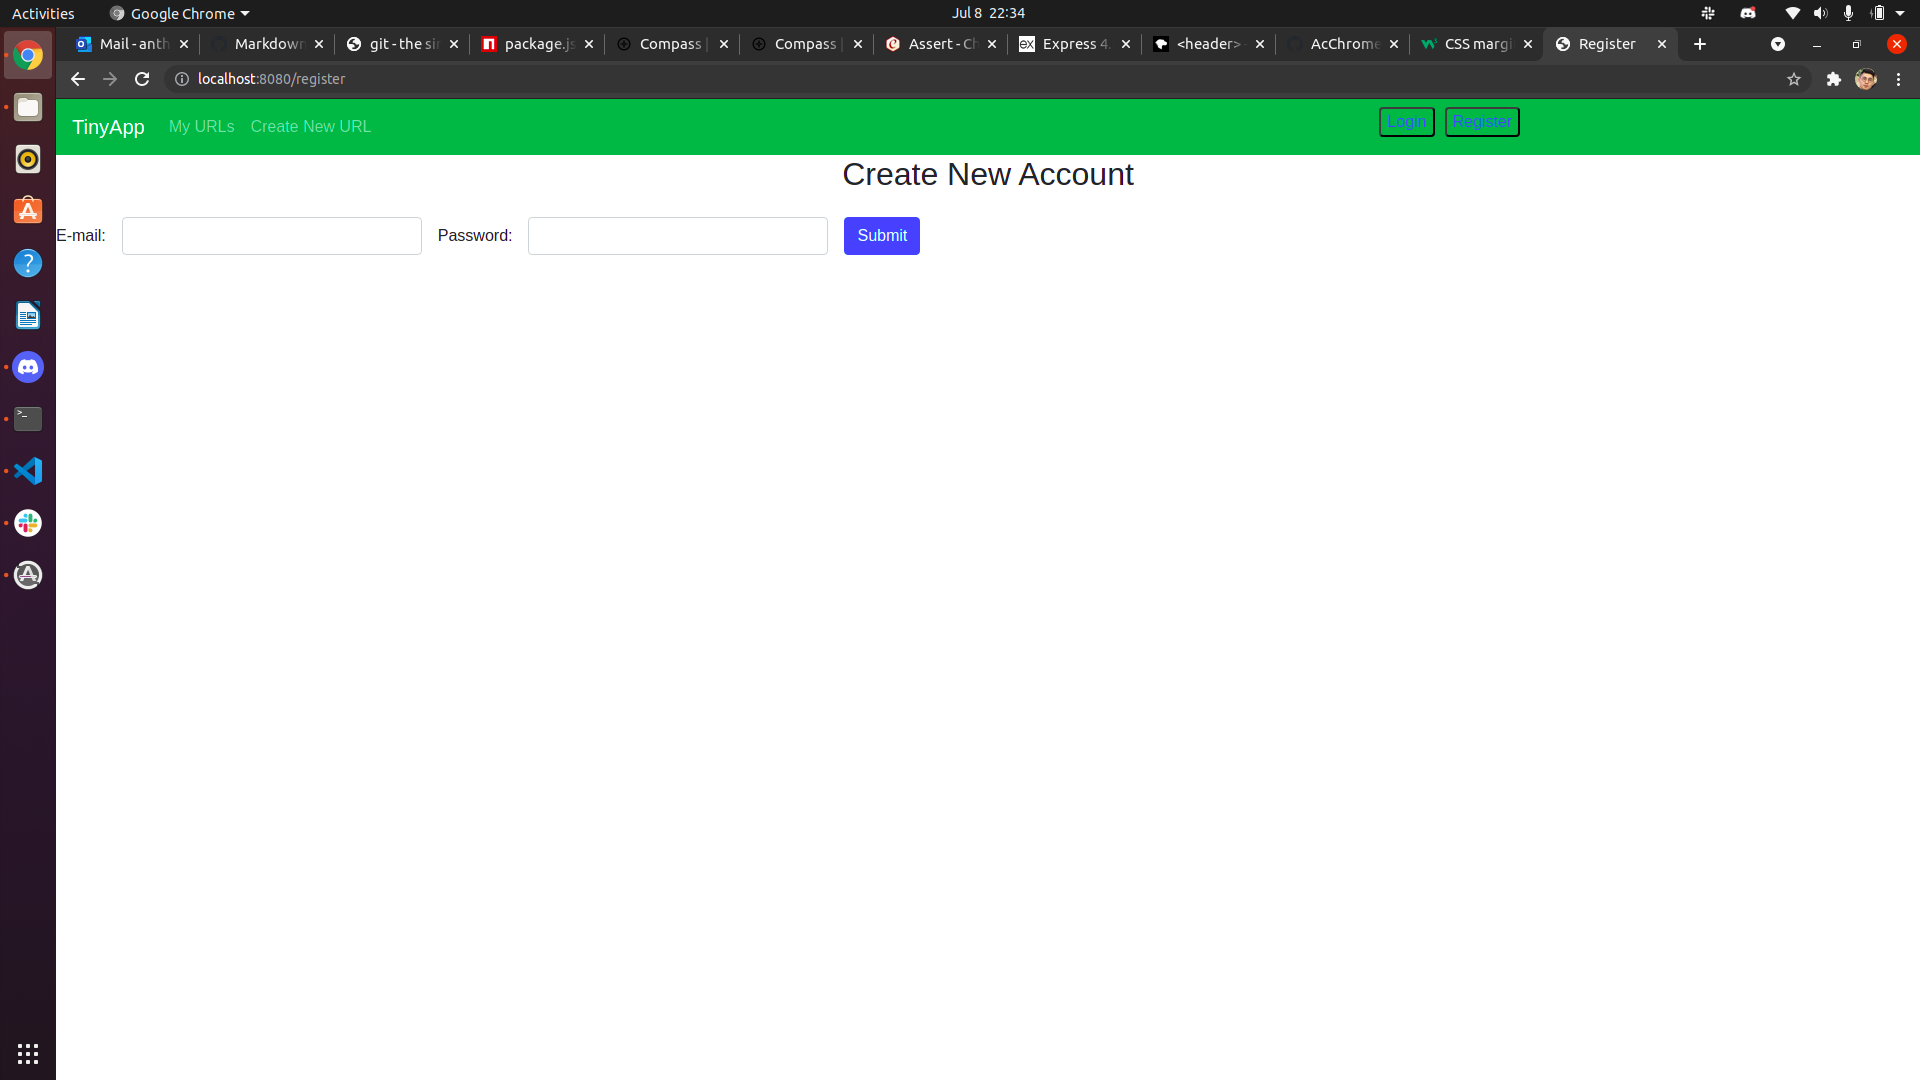 Activities Google Chrome Jul 8 22:34
Mail - anth Markdown git - the sim package.js Compass | Compass | Assert - Ch Express 4. <header> AcChrome CSS margi Register
localhost:8080/register
TinyApp My URLs Create New URL Login Register
Create New Account
E-mail: Password: Submit